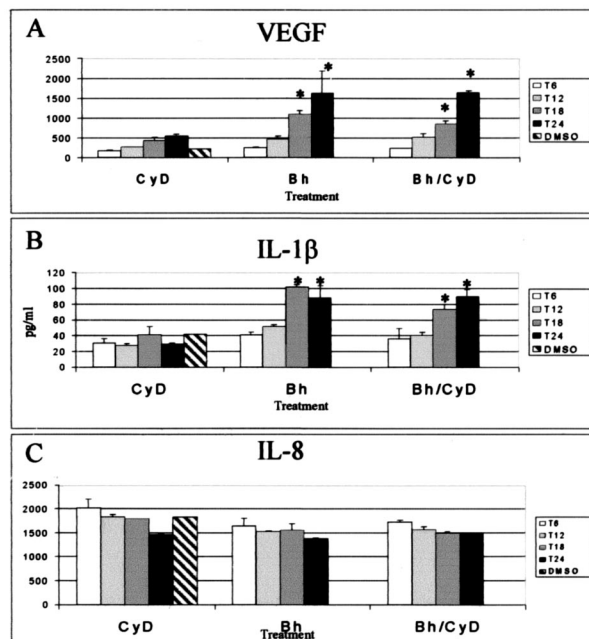 A
VEGF
2500
2000
1500
1000
500
0
* *
* *
CyD Bh Bh/CyD
Treatment
T6
T12
T18
T24
DMSO
B
IL-1β
pg/ml
120
100
80
60
40
20
0
* *
* *
CyD Bh Bh/CyD
Treatment
T6
T12
T18
T24
DMSO
C
IL-8
2500
2000
1500
1000
500
0
CyD Bh Bh/CyD
Treatment
T6
T12
T18
T24
DMSO